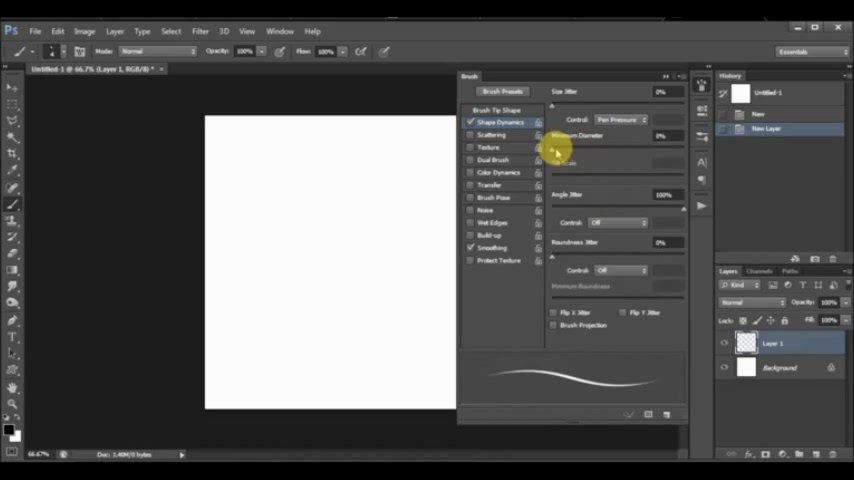 Ps File Edit Image Layer Type Select Filter 3D View Window Help
Mode: Normal Opacity: 100% Flow: 100% Essentials
Untitled-1 @ 66.7% (Layer 1, RGB/8) * ×
Brush
Brush Presets
Brush Tip Shape
Shape Dynamics
Scattering
Texture
Dual Brush
Color Dynamics
Transfer
Brush Pose
Noise
Wet Edges
Build-up
Smoothing
Protect Texture
Size Jitter 0%
Control: Pen Pressure
Minimum Diameter 0%
Angle Jitter 100%
Control: Off
Roundness Jitter 0%
Control: Off
Minimum Roundness
Flip X Jitter Flip Y Jitter
Brush Projection
History
Untitled-1
New
New Layer
Layers Channels Paths
Kind
Normal Opacity: 100%
Lock: Fill: 100%
Layer 1
Background
66.67% Doc: 1.40M/0 bytes